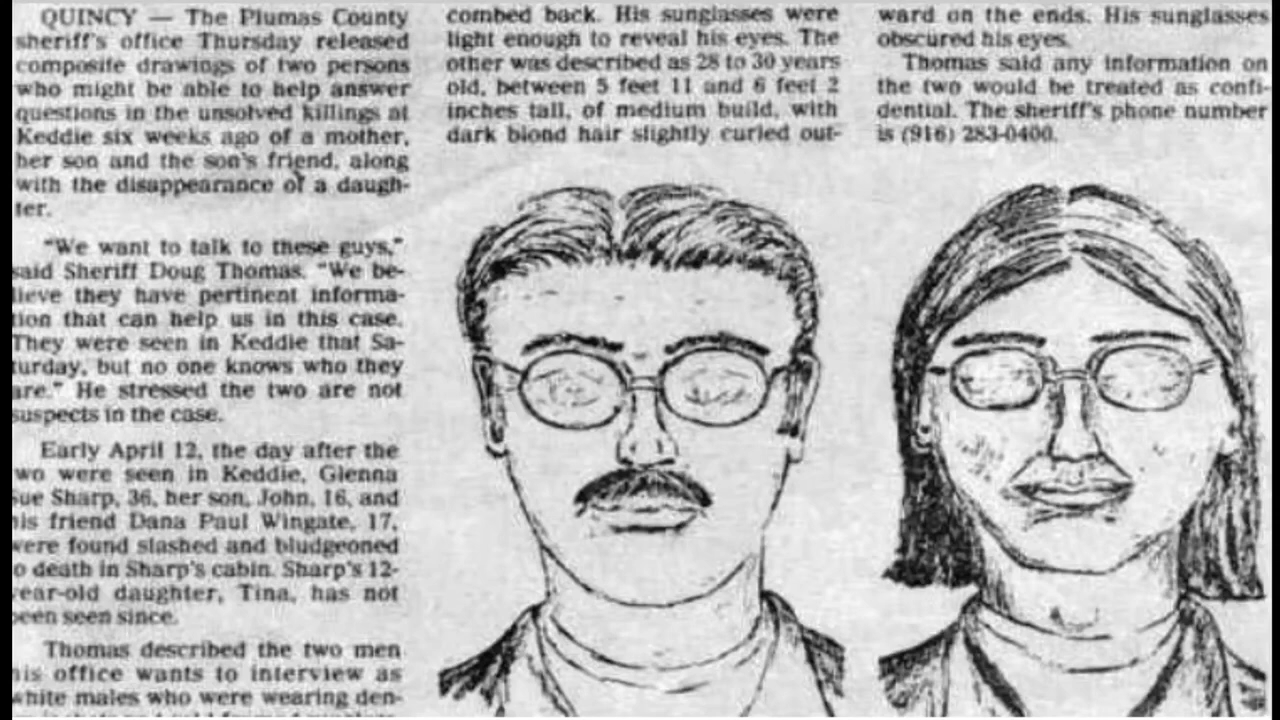 QUINCY — The Plumas County
sheriff's office Thursday released
composite drawings of two persons
who might be able to help answer
questions in the unsolved killings at
Keddie six weeks ago of a mother,
her son and the son's friend, along
with the disappearance of a daugh-
ter.
"We want to talk to these guys,"
said Sheriff Doug Thomas. "We be-
lieve they have pertinent informa-
tion that can help us in this case.
They were seen in Keddie that Sa-
turday, but no one knows who they
are." He stressed the two are not
suspects in the case.
Early April 12, the day after the
wo were seen in Keddie, Glenna
Sue Sharp, 36, her son, John, 16, and
his friend Dana Paul Wingate, 17,
were found slashed and bludgeoned
o death in Sharp's cabin. Sharp's 12-
year-old daughter, Tina, has not
been seen since.
Thomas described the two men
his office wants to interview as
white males who were wearing den-
combed back. His sunglasses were
light enough to reveal his eyes. The
other was described as 28 to 30 years
old, between 5 feet 11 and 6 feet 2
inches tall, of medium build, with
dark blond hair slightly curled out-
ward on the ends. His sunglasses
obscured his eyes.
Thomas said any information on
the two would be treated as confi-
dential. The sheriff's phone number
is (916) 283-0400.